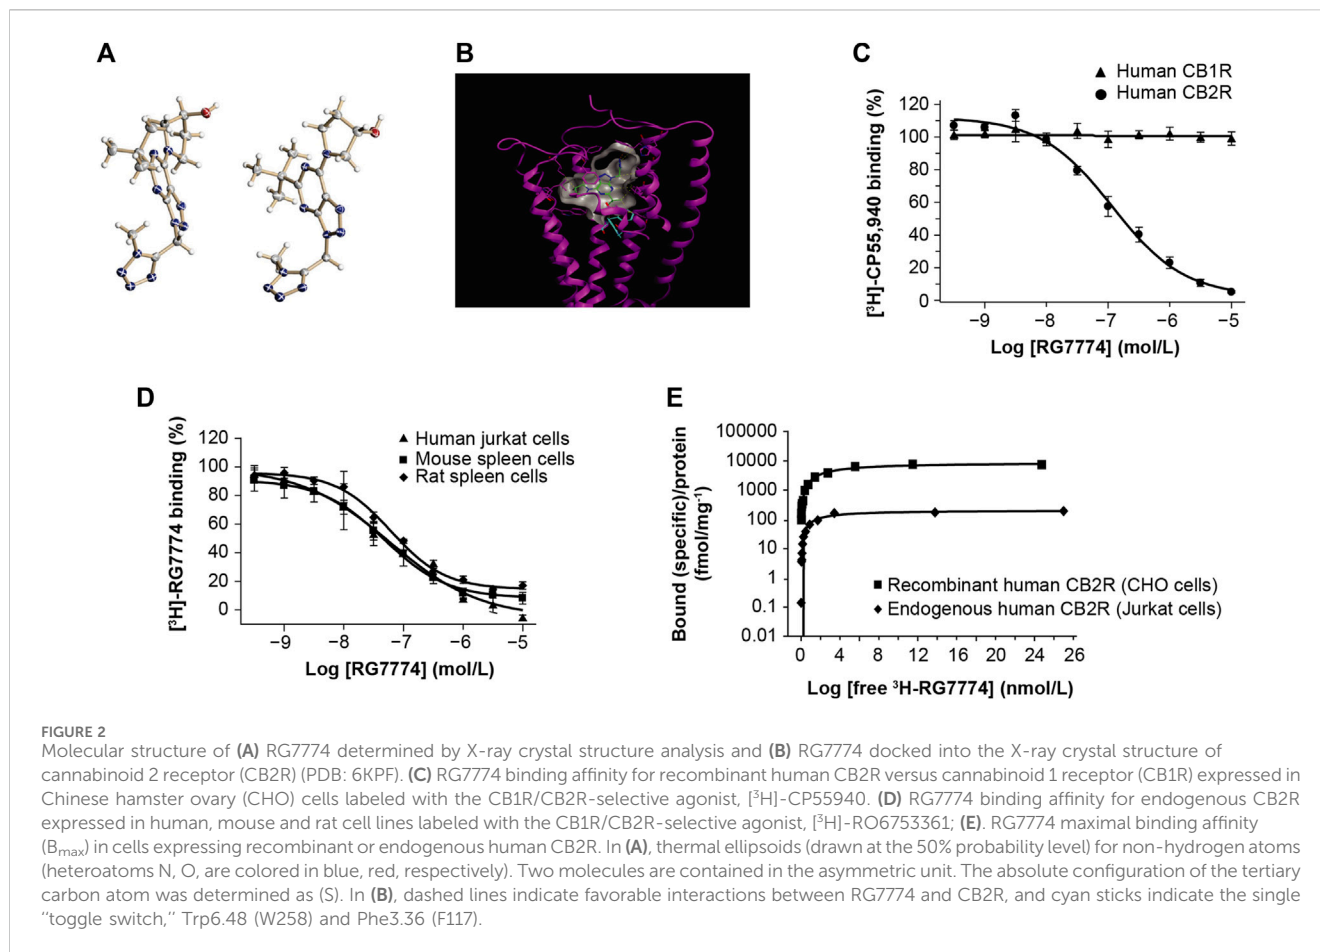 A
B
C
▲ Human CB1R
● Human CB2R
[³H]-CP55,940 binding (%)
120
100
80
60
40
20
0
−9 −8 −7 −6 −5
Log [RG7774] (mol/L)
D
▲ Human jurkat cells
■ Mouse spleen cells
◆ Rat spleen cells
[³H]-RG7774 binding (%)
120
100
80
60
40
20
0
−9 −8 −7 −6 −5
Log [RG7774] (mol/L)
E
Bound (specific)/protein
(fmol/mg⁻¹)
100000
10000
1000
100
10
1
0.1
0.01
■ Recombinant human CB2R (CHO cells)
◆ Endogenous human CB2R (Jurkat cells)
0 4 8 12 16 20 24 26
Log [free ³H-RG7774] (nmol/L)
FIGURE 2
Molecular structure of (A) RG7774 determined by X-ray crystal structure analysis and (B) RG7774 docked into the X-ray crystal structure of
cannabinoid 2 receptor (CB2R) (PDB: 6KPF). (C) RG7774 binding affinity for recombinant human CB2R versus cannabinoid 1 receptor (CB1R) expressed in
Chinese hamster ovary (CHO) cells labeled with the CB1R/CB2R-selective agonist, [³H]-CP55940. (D) RG7774 binding affinity for endogenous CB2R
expressed in human, mouse and rat cell lines labeled with the CB1R/CB2R-selective agonist, [³H]-RO6753361; (E). RG7774 maximal binding affinity
(Bmax) in cells expressing recombinant or endogenous human CB2R. In (A), thermal ellipsoids (drawn at the 50% probability level) for non-hydrogen atoms
(heteroatoms N, O, are colored in blue, red, respectively). Two molecules are contained in the asymmetric unit. The absolute configuration of the tertiary
carbon atom was determined as (S). In (B), dashed lines indicate favorable interactions between RG7774 and CB2R, and cyan sticks indicate the single
“toggle switch,” Trp6.48 (W258) and Phe3.36 (F117).